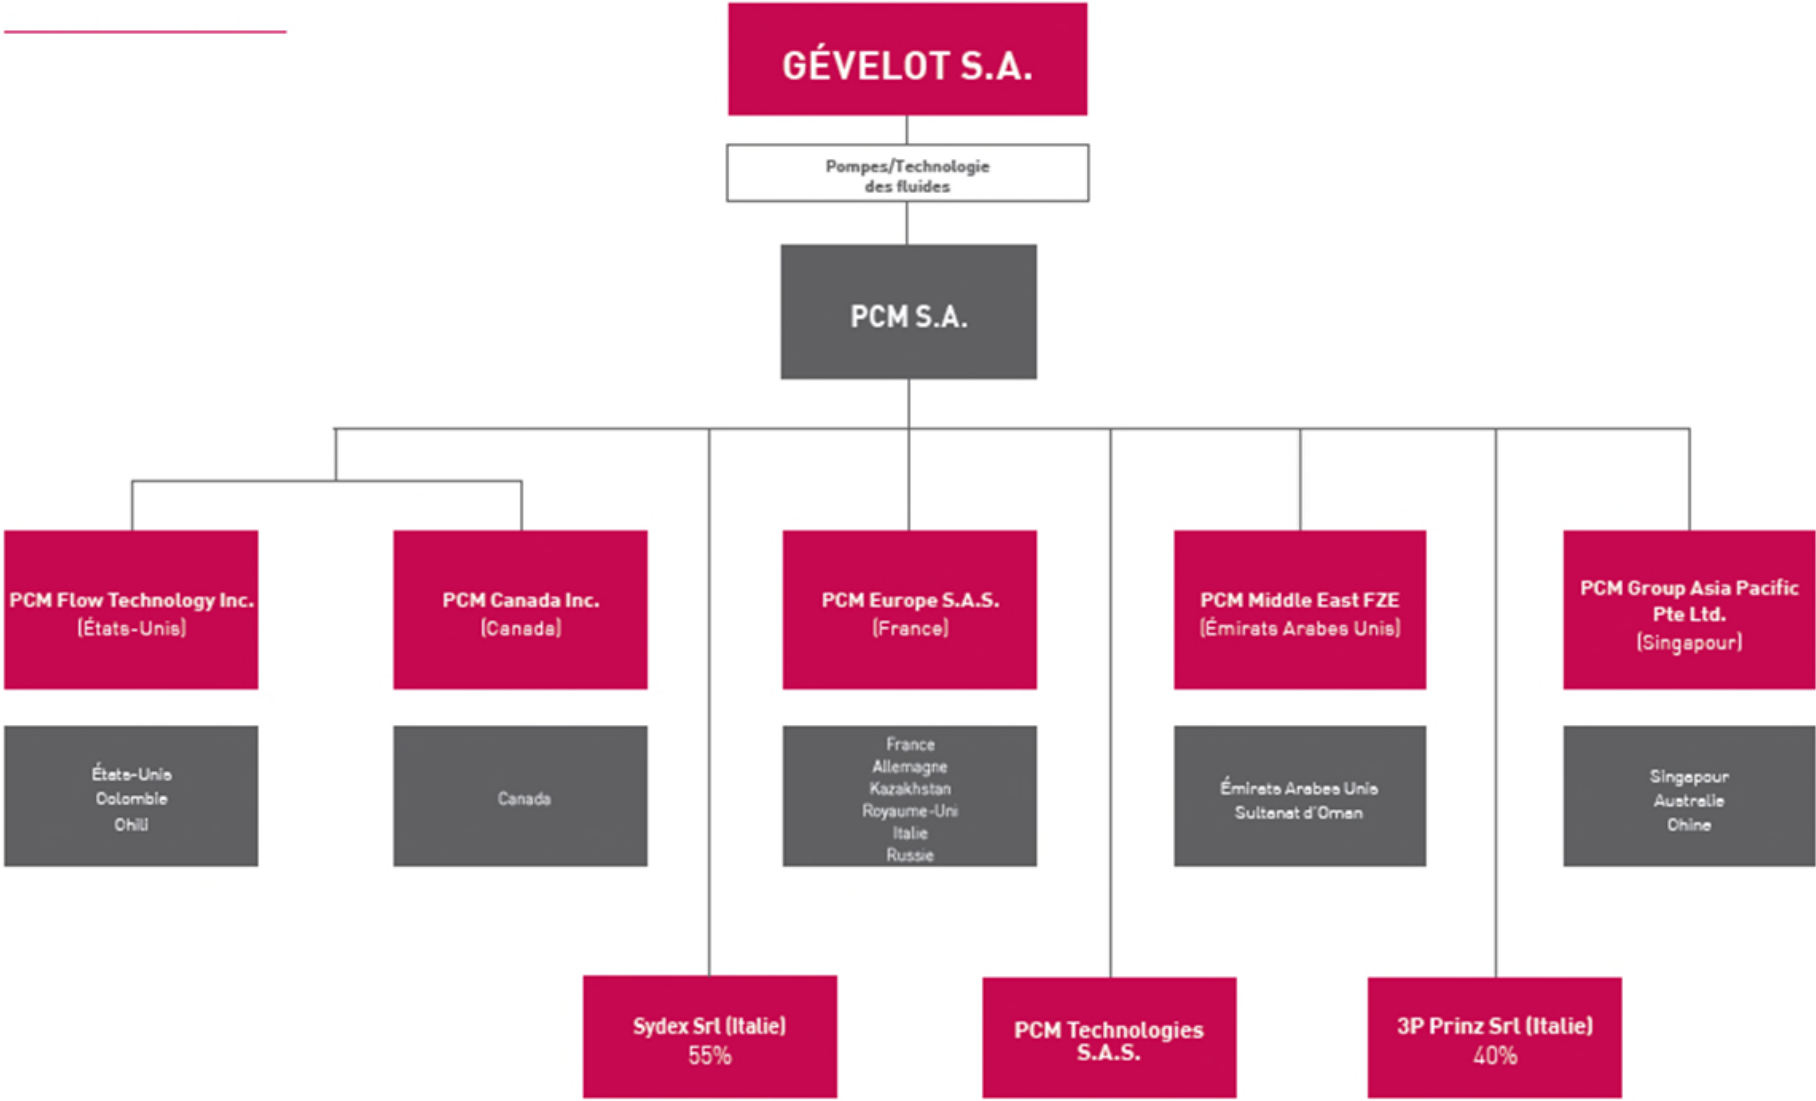 GÉVELOT S.A.
Pompes/Technologie
des fluides
PCM S.A.
PCM Flow Technology Inc.
(États-Unis)
PCM Canada Inc.
(Canada)
PCM Europe S.A.S.
(France)
PCM Middle East FZE
(Émirats Arabes Unis)
PCM Group Asia Pacific
Pte Ltd.
(Singapour)
États-Unis
Colombie
Chili
Canada
France
Allemagne
Kazakhstan
Royaume-Uni
Italie
Russie
Émirats Arabes Unis
Sultanat d'Oman
Singapour
Australie
Chine
Sydex Srl (Italie)
55%
PCM Technologies
S.A.S.
3P Prinz Srl (Italie)
40%